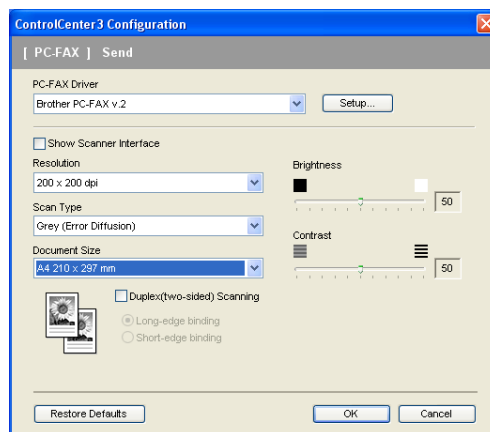 ControlCenter3 Configuration
[ PC-FAX ] Send
PC-FAX Driver
Brother PC-FAX v.2
Setup...
Show Scanner Interface
Resolution
200 x 200 dpi
Scan Type
Grey (Error Diffusion)
Document Size
A4 210 x 297 mm
Duplex(two-sided) Scanning
Long-edge binding
Short-edge binding
Brightness
50
Contrast
50
Restore Defaults
OK
Cancel